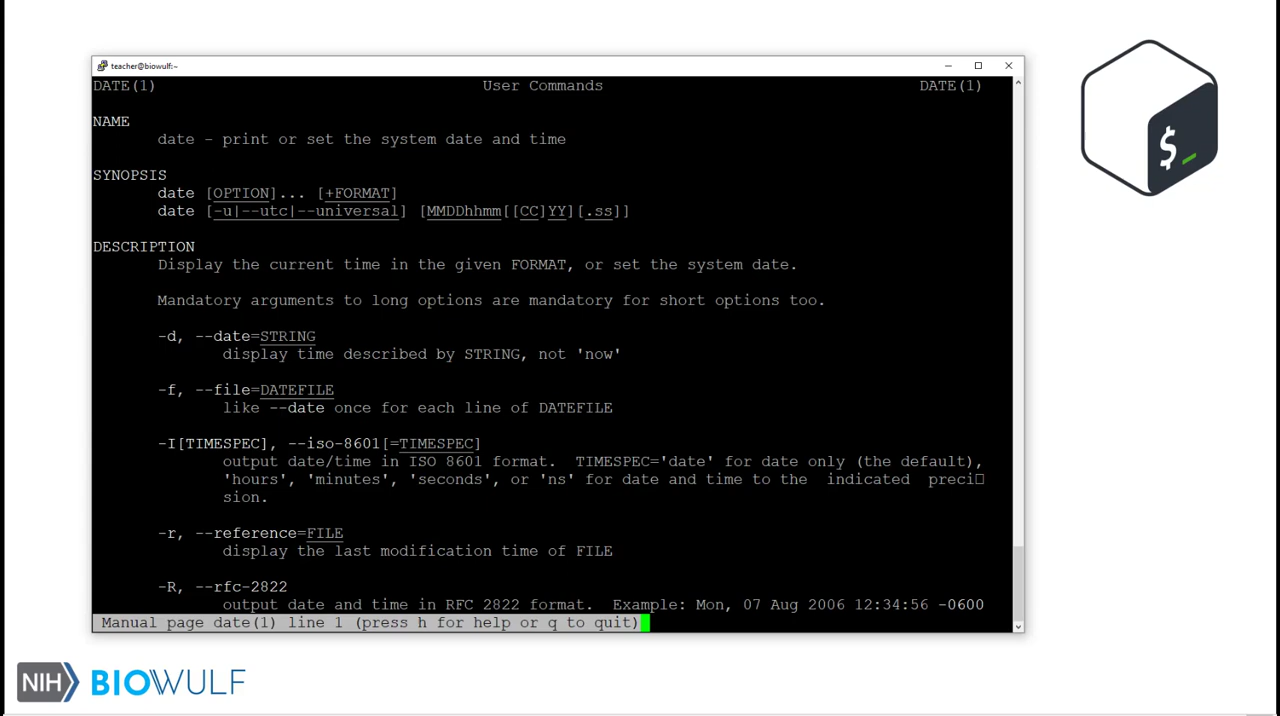 teacher@biowulf:~
DATE(1) User Commands DATE(1)
NAME
date - print or set the system date and time
SYNOPSIS
date [OPTION]... [+FORMAT]
date [-u|--utc|--universal] [MMDDhhmm[[CC]YY][.ss]]
DESCRIPTION
Display the current time in the given FORMAT, or set the system date.
Mandatory arguments to long options are mandatory for short options too.
-d, --date=STRING
display time described by STRING, not 'now'
-f, --file=DATEFILE
like --date once for each line of DATEFILE
-I[TIMESPEC], --iso-8601[=TIMESPEC]
output date/time in ISO 8601 format. TIMESPEC='date' for date only (the default),
'hours', 'minutes', 'seconds', or 'ns' for date and time to the indicated preci□
sion.
-r, --reference=FILE
display the last modification time of FILE
-R, --rfc-2822
output date and time in RFC 2822 format. Example: Mon, 07 Aug 2006 12:34:56 -0600
Manual page date(1) line 1 (press h for help or q to quit)
$_
NIH BIOWULF